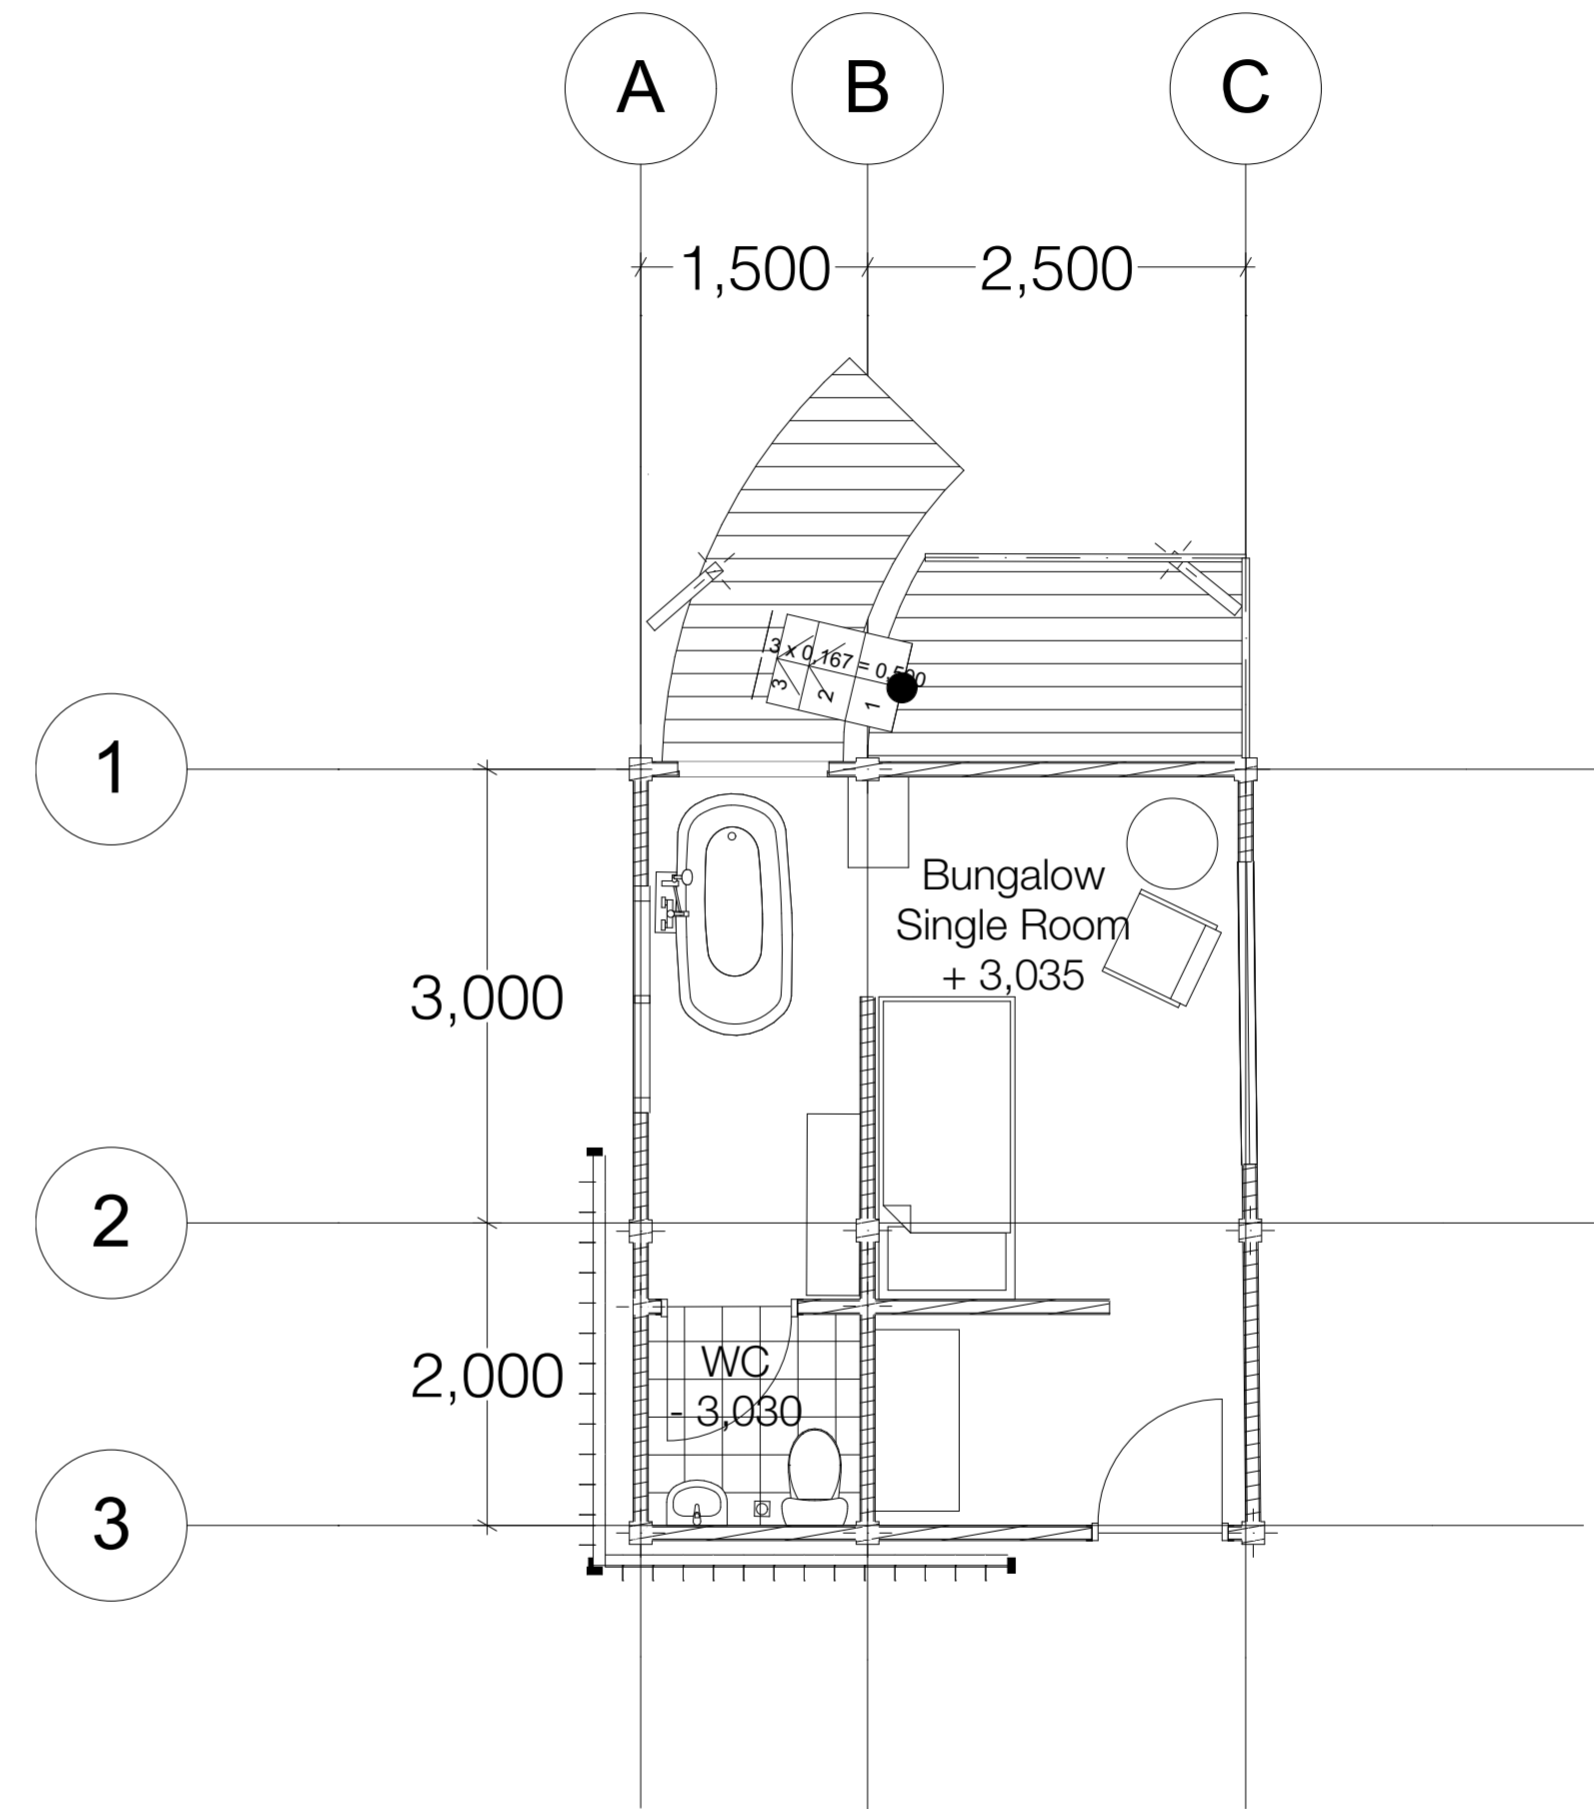 A
B
C
1,500
2,500
3 x 0,167 = 0,500
3
2
1
1
Bungalow
Single Room
+ 3,035
3,000
2
2,000
WC
- 3,030
3